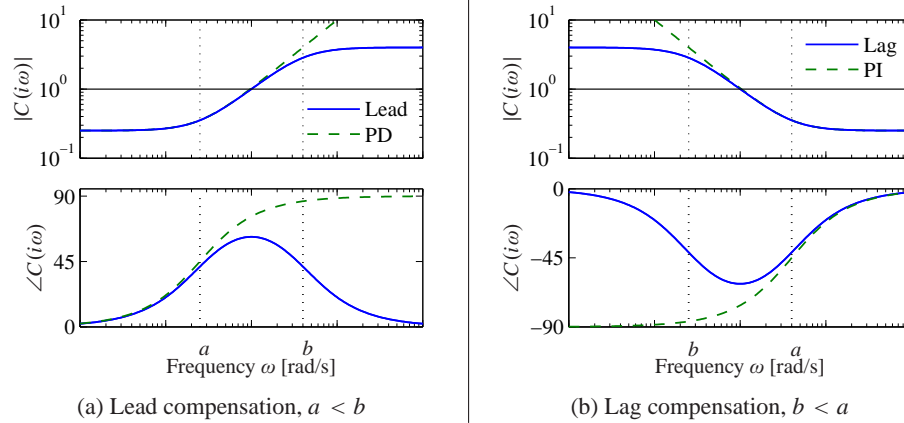 10^1
10^0
10^−1
|C(iω)|
Lead
PD
90
45
0
∠C(iω)
a
b
Frequency ω [rad/s]
(a) Lead compensation, a < b
10^1
10^0
10^−1
|C(iω)|
Lag
PI
0
−45
−90
∠C(iω)
b
a
Frequency ω [rad/s]
(b) Lag compensation, b < a